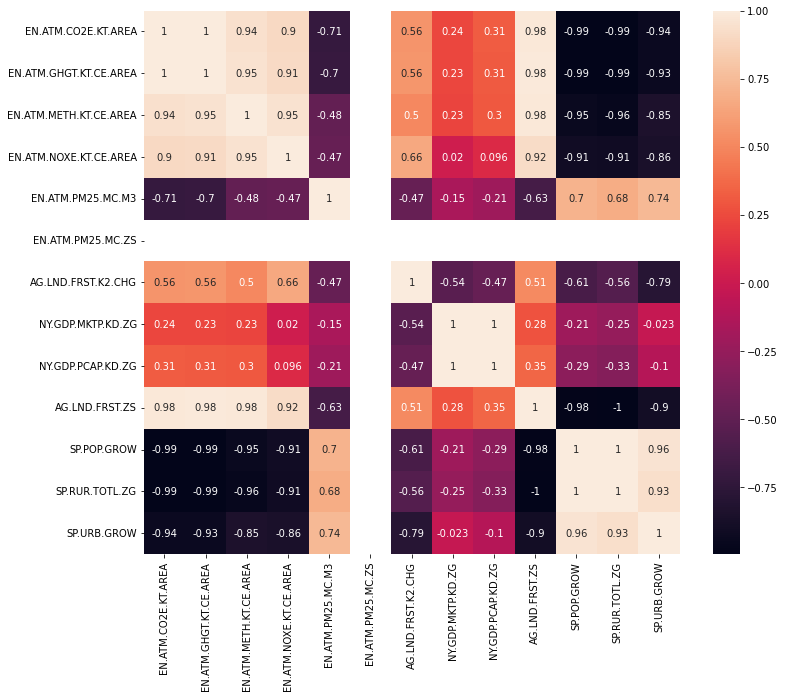 EN.ATM.CO2E.KT.AREA 1 1 0.94 0.9 -0.71 0.56 0.24 0.31 0.98 -0.99 -0.99 -0.94
EN.ATM.GHGT.KT.CE.AREA 1 1 0.95 0.91 -0.7 0.56 0.23 0.31 0.98 -0.99 -0.99 -0.93
EN.ATM.METH.KT.CE.AREA 0.94 0.95 1 0.95 -0.48 0.5 0.23 0.3 0.98 -0.95 -0.96 -0.85
EN.ATM.NOXE.KT.CE.AREA 0.9 0.91 0.95 1 -0.47 0.66 0.02 0.096 0.92 -0.91 -0.91 -0.86
EN.ATM.PM25.MC.M3 -0.71 -0.7 -0.48 -0.47 1 -0.47 -0.15 -0.21 -0.63 0.7 0.68 0.74
EN.ATM.PM25.MC.ZS
AG.LND.FRST.K2.CHG 0.56 0.56 0.5 0.66 -0.47 1 -0.54 -0.47 0.51 -0.61 -0.56 -0.79
NY.GDP.MKTP.KD.ZG 0.24 0.23 0.23 0.02 -0.15 -0.54 1 1 0.28 -0.21 -0.25 -0.023
NY.GDP.PCAP.KD.ZG 0.31 0.31 0.3 0.096 -0.21 -0.47 1 1 0.35 -0.29 -0.33 -0.1
AG.LND.FRST.ZS 0.98 0.98 0.98 0.92 -0.63 0.51 0.28 0.35 1 -0.98 -1 -0.9
SP.POP.GROW -0.99 -0.99 -0.95 -0.91 0.7 -0.61 -0.21 -0.29 -0.98 1 1 0.96
SP.RUR.TOTL.ZG -0.99 -0.99 -0.96 -0.91 0.68 -0.56 -0.25 -0.33 -1 1 1 0.93
SP.URB.GROW -0.94 -0.93 -0.85 -0.86 0.74 -0.79 -0.023 -0.1 -0.9 0.96 0.93 1
EN.ATM.CO2E.KT.AREA
EN.ATM.GHGT.KT.CE.AREA
EN.ATM.METH.KT.CE.AREA
EN.ATM.NOXE.KT.CE.AREA
EN.ATM.PM25.MC.M3
EN.ATM.PM25.MC.ZS
AG.LND.FRST.K2.CHG
NY.GDP.MKTP.KD.ZG
NY.GDP.PCAP.KD.ZG
AG.LND.FRST.ZS
SP.POP.GROW
SP.RUR.TOTL.ZG
SP.URB.GROW
1.00
0.75
0.50
0.25
0.00
−0.25
−0.50
−0.75